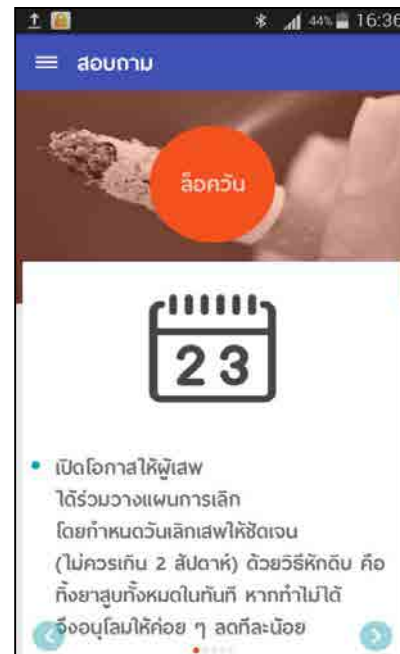 44% 16:36
สอบถาม
ล็อควัน
23
เปิดโอกาสให้ผู้เสพ
ได้ร่วมวางแผนการเลิก
โดยกำหนดวันเลิกเสพให้ชัดเจน
(ไม่ควรเกิน 2 สัปดาห์) ด้วยวิธีหักดิบ คือ
ทิ้งยาสูบทั้งหมดในทันที หากทำไม่ได้
จึงอนุโลมให้ค่อย ๆ ลดทีละน้อย